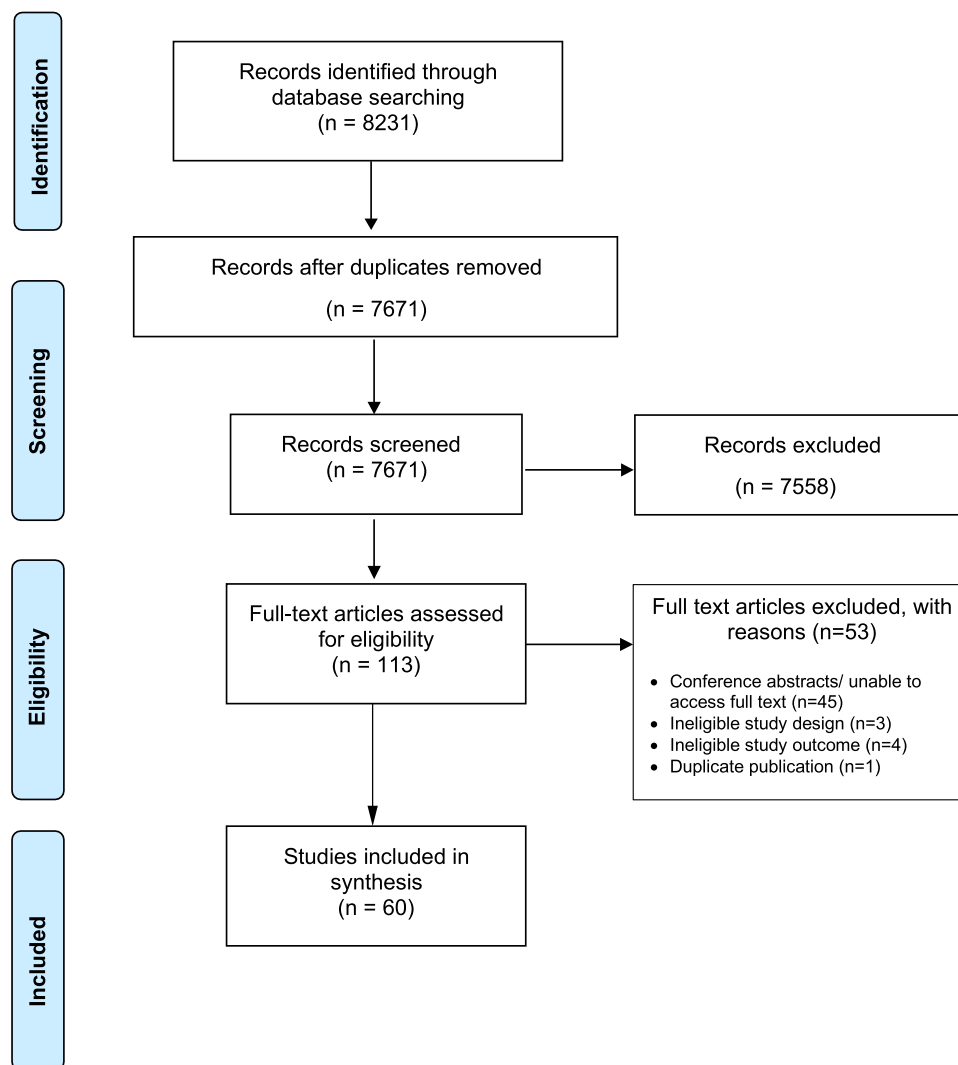 Identification
Records identified through
database searching
(n = 8231)
Records after duplicates removed
(n = 7671)
Screening
Records screened
(n = 7671)
Records excluded
(n = 7558)
Eligibility
Full-text articles assessed
for eligibility
(n = 113)
Full text articles excluded, with
reasons (n=53)
• Conference abstracts/ unable to
access full text (n=45)
• Ineligible study design (n=3)
• Ineligible study outcome (n=4)
• Duplicate publication (n=1)
Included
Studies included in
synthesis
(n = 60)